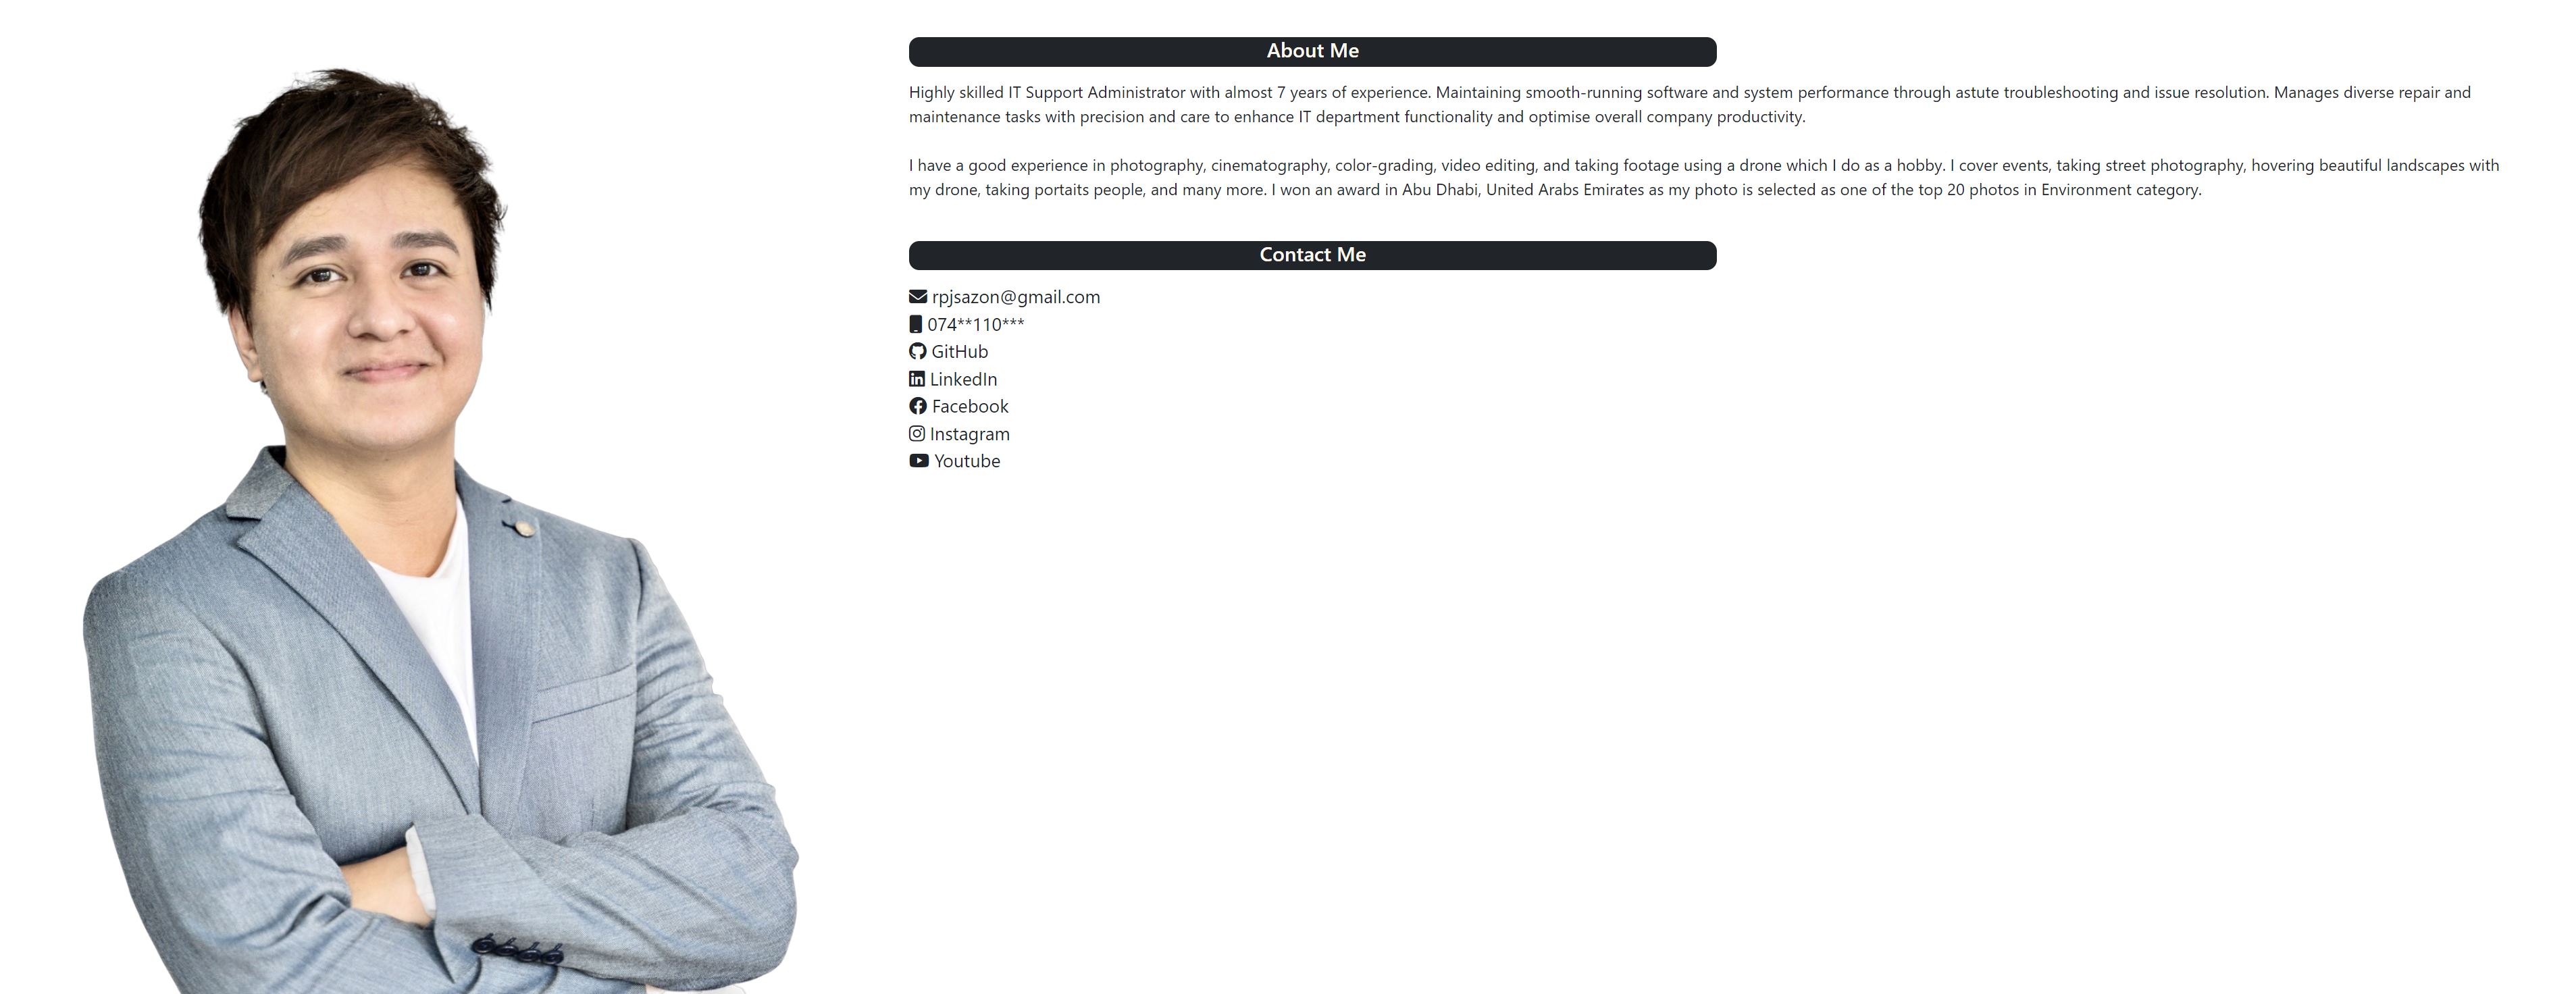 About Me
Highly skilled IT Support Administrator with almost 7 years of experience. Maintaining smooth-running software and system performance through astute troubleshooting and issue resolution. Manages diverse repair and
maintenance tasks with precision and care to enhance IT department functionality and optimise overall company productivity.
I have a good experience in photography, cinematography, color-grading, video editing, and taking footage using a drone which I do as a hobby. I cover events, taking street photography, hovering beautiful landscapes with
my drone, taking portaits people, and many more. I won an award in Abu Dhabi, United Arabs Emirates as my photo is selected as one of the top 20 photos in Environment category.
Contact Me
rpjsazon@gmail.com
074**110***
GitHub
LinkedIn
Facebook
Instagram
Youtube